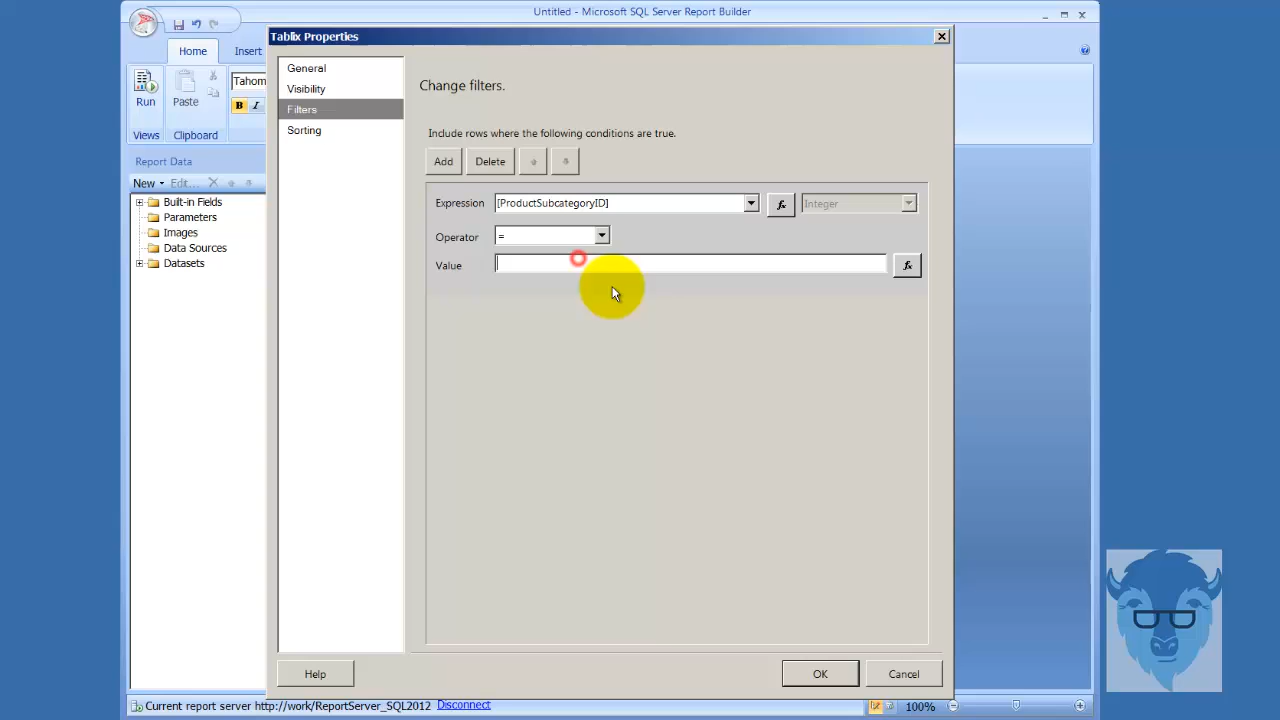 Untitled - Microsoft SQL Server Report Builder
Tablix Properties
Home
Insert
Run
Paste
Tahom
B I
Views
Clipboard
Report Data
New
Edit...
Built-in Fields
Parameters
Images
Data Sources
Datasets
General
Visibility
Filters
Sorting
Change filters.
Include rows where the following conditions are true.
Add
Delete
Expression
[ProductSubcategoryID]
fx
Integer
Operator
=
Value
fx
Help
OK
Cancel
Current report server http://work/ReportServer_SQL2012 Disconnect
100%